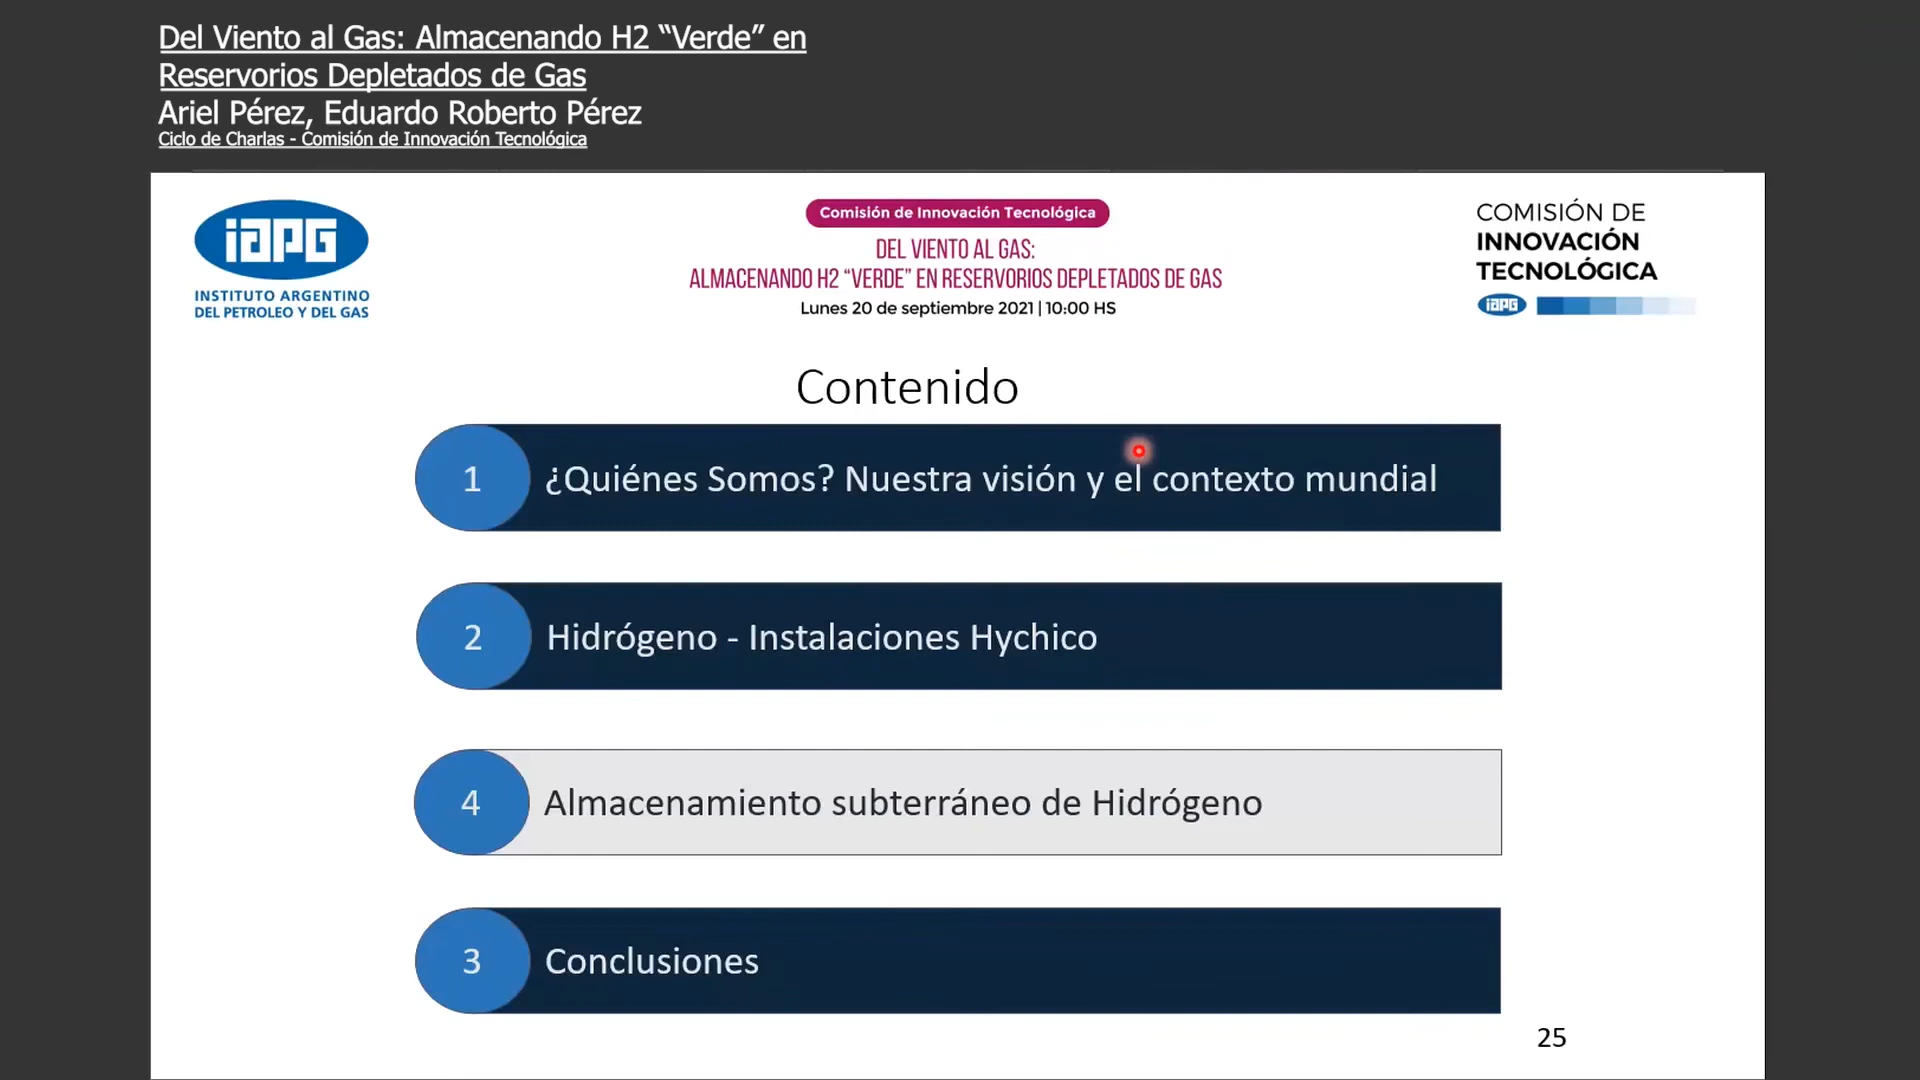 Del Viento al Gas: Almacenando H2 “Verde” en
Reservorios Depletados de Gas
Ariel Pérez, Eduardo Roberto Pérez
Ciclo de Charlas - Comisión de Innovación Tecnológica
iapg
INSTITUTO ARGENTINO
DEL PETROLEO Y DEL GAS
Comisión de Innovación Tecnológica
DEL VIENTO AL GAS:
ALMACENANDO H2 “VERDE” EN RESERVORIOS DEPLETADOS DE GAS
Lunes 20 de septiembre 2021 | 10:00 HS
COMISIÓN DE
INNOVACIÓN
TECNOLÓGICA
iapg
Contenido
1 ¿Quiénes Somos? Nuestra visión y el contexto mundial
2 Hidrógeno - Instalaciones Hychico
4 Almacenamiento subterráneo de Hidrógeno
3 Conclusiones
25